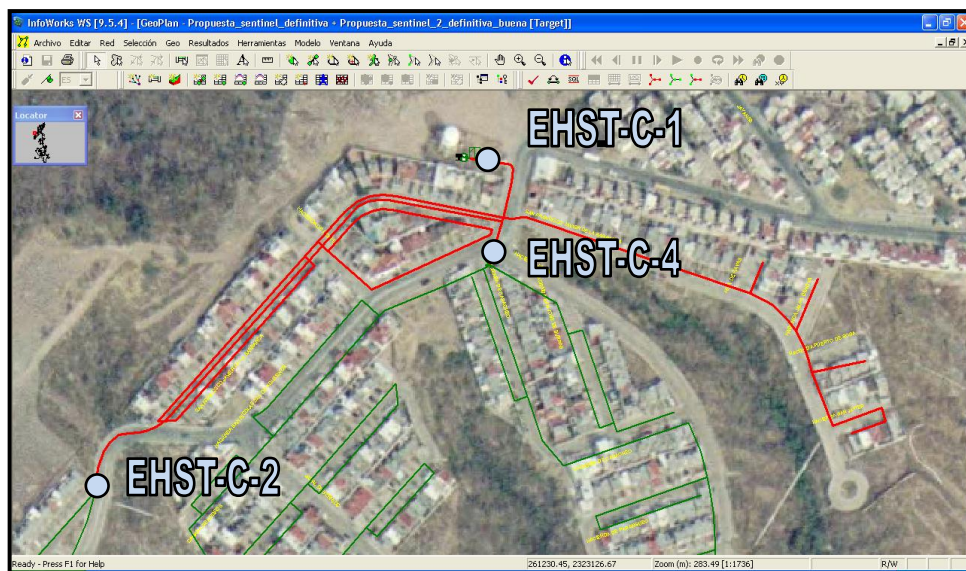 InfoWorks WS [9.5.4] - [GeoPlan - Propuesta_sentinel_definitiva + Propuesta_sentinel_2_definitiva_buena [Target]]
Archivo Editar Red Selección Geo Resultados Herramientas Modelo Ventana Ayuda
ES
Locator
EHST-C-1
EHST-C-4
EHST-C-2
Ready - Press F1 for Help
261230.45, 2323126.67
Zoom (m): 283.49 [1:1736]
R/W